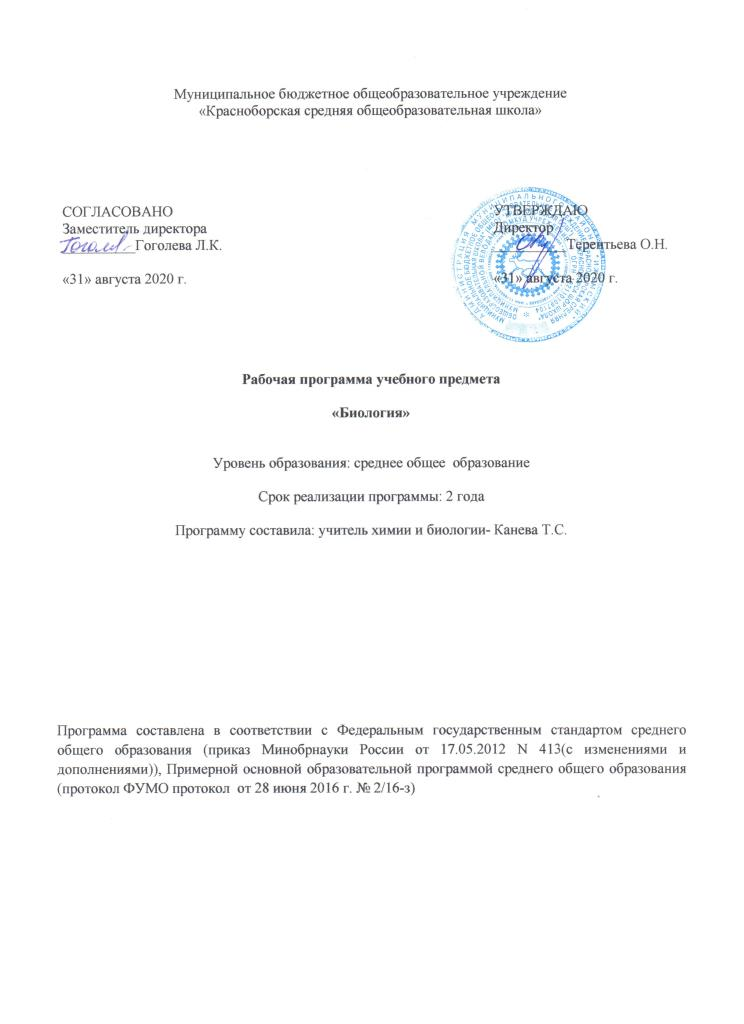 Муниципальное бюджетное общеобразовательное учреждение
«Красноборская средняя общеобразовательная школа»
СОГЛАСОВАНО
Заместитель директора
Гоголева Л.К.
«31» августа 2020 г.
УТВЕРЖДАЮ
Директор
Терентьева О.Н.
«31» августа 2020 г.
Рабочая программа учебного предмета
«Биология»
Уровень образования: среднее общее  образование
Срок реализации программы: 2 года
Программу составила: учитель химии и биологии- Канева Т.С.
Программа составлена в соответствии с Федеральным государственным стандартом среднего
общего образования (приказ Минобрнауки России от 17.05.2012 N 413(с изменениями и
дополнениями)), Примерной основной образовательной программой среднего общего образования
(протокол ФУМО протокол  от 28 июня 2016 г. № 2/16-з)